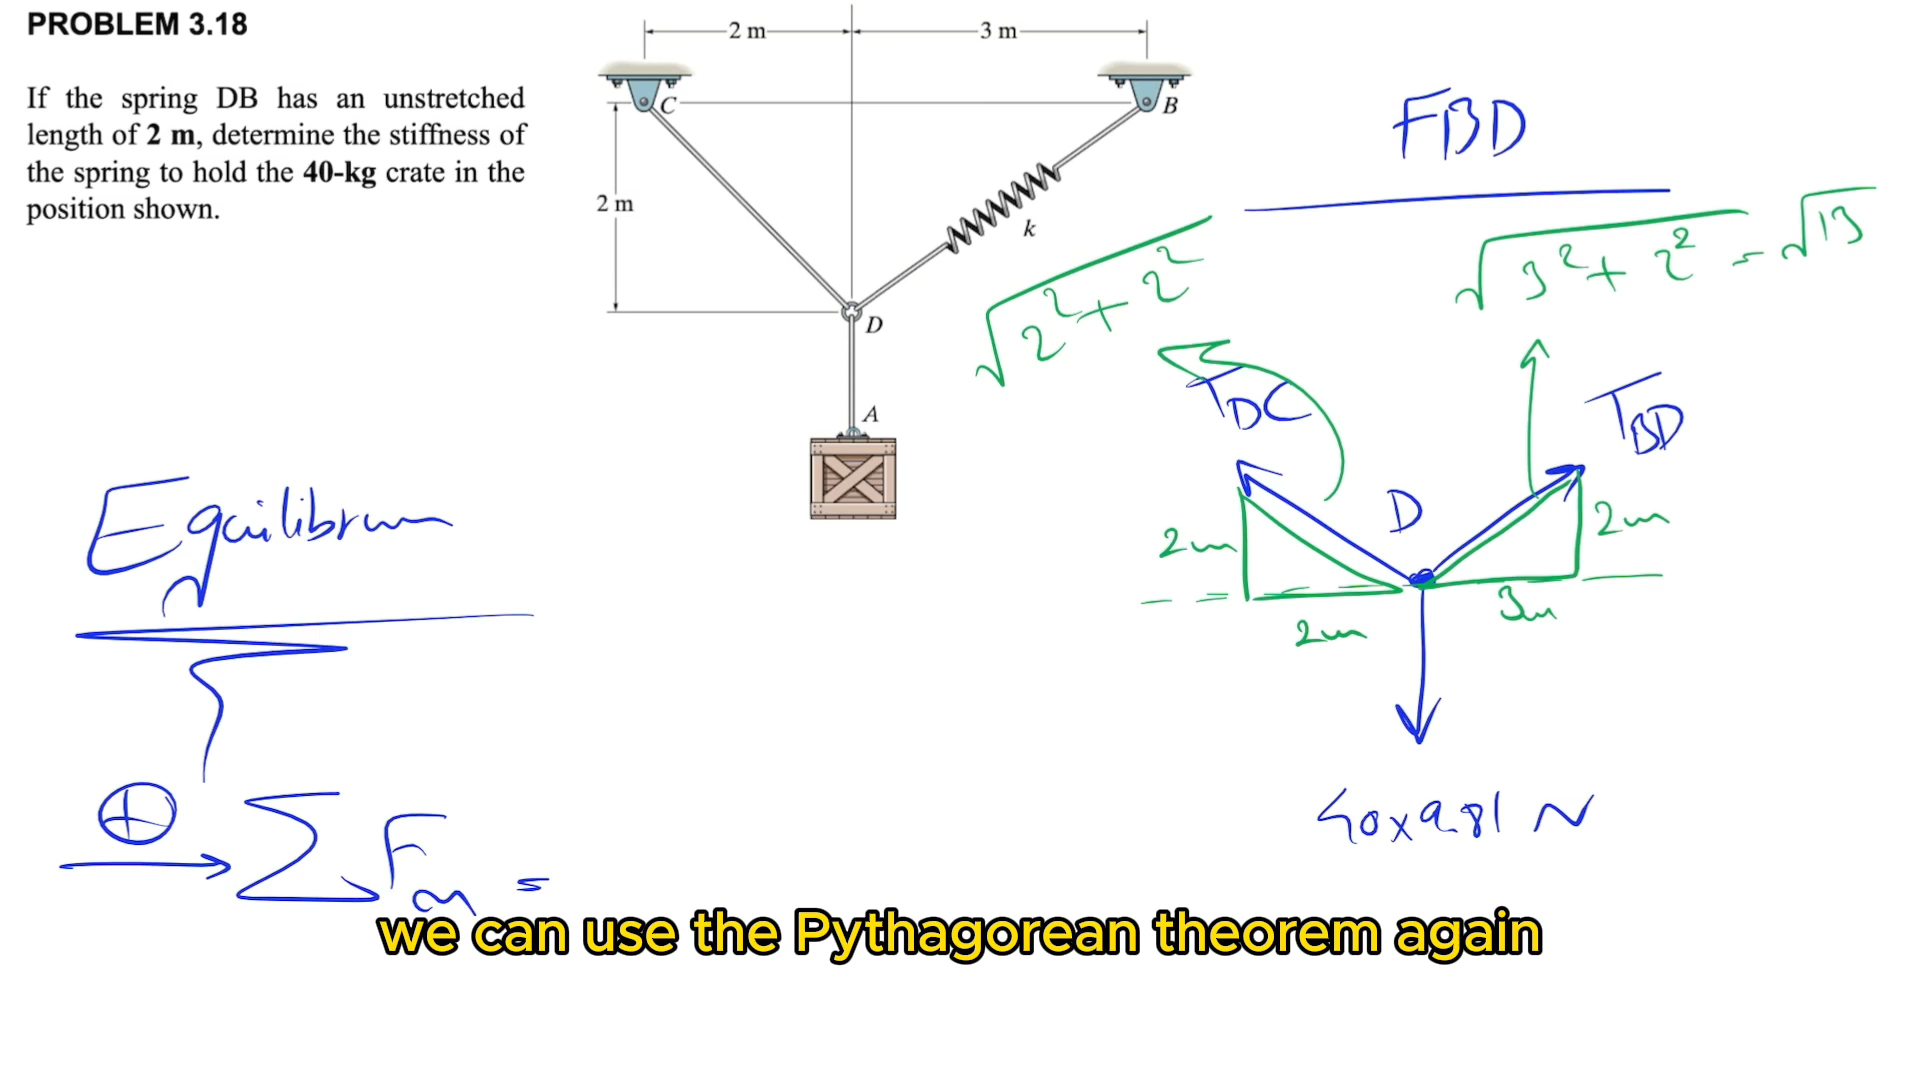 PROBLEM 3.18
If the spring DB has an unstretched
length of 2 m, determine the stiffness of
the spring to hold the 40-kg crate in the
position shown.
2 m
3 m
C
B
2 m
k
D
A
FBD
√2²+2²
√3²+2² = √13
TDC
TBD
D
2m
2m
2m
3m
40x9.81 N
Equilibrum
+
ΣFx =
we can use the Pythagorean theorem again